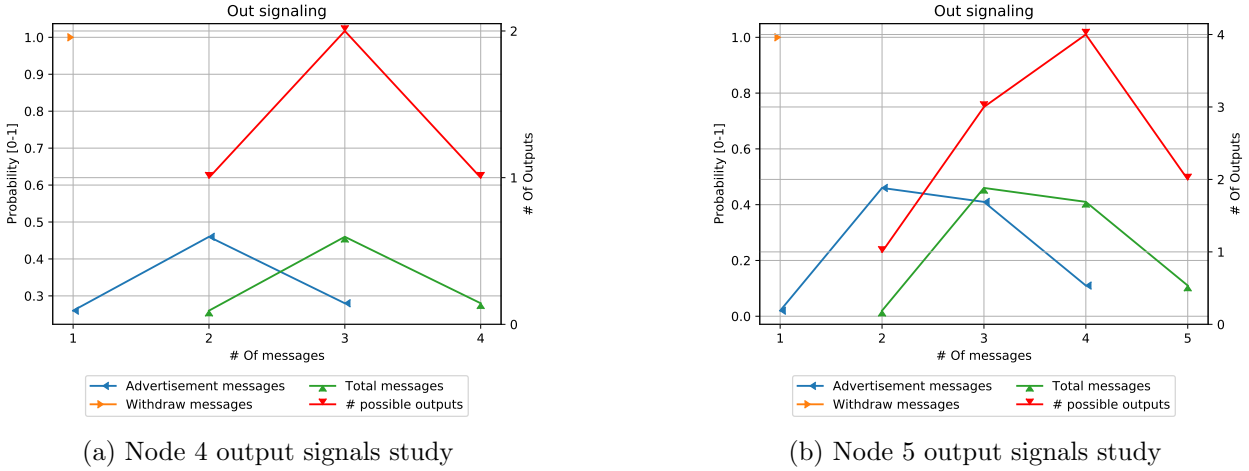 Out signaling
1.0
0.9
0.8
0.7
0.6
0.5
0.4
0.3
Probability [0-1]
2
1
0
# Of Outputs
1 2 3 4
# Of messages
Advertisement messages
Withdraw messages
Total messages
# possible outputs
(a) Node 4 output signals study
Out signaling
1.0
0.8
0.6
0.4
0.2
0.0
Probability [0-1]
4
3
2
1
0
# Of Outputs
1 2 3 4 5
# Of messages
Advertisement messages
Withdraw messages
Total messages
# possible outputs
(b) Node 5 output signals study